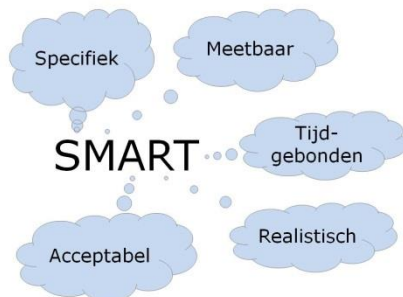 Specifiek
Meetbaar
SMART
Tijd-
gebonden
Acceptabel
Realistisch